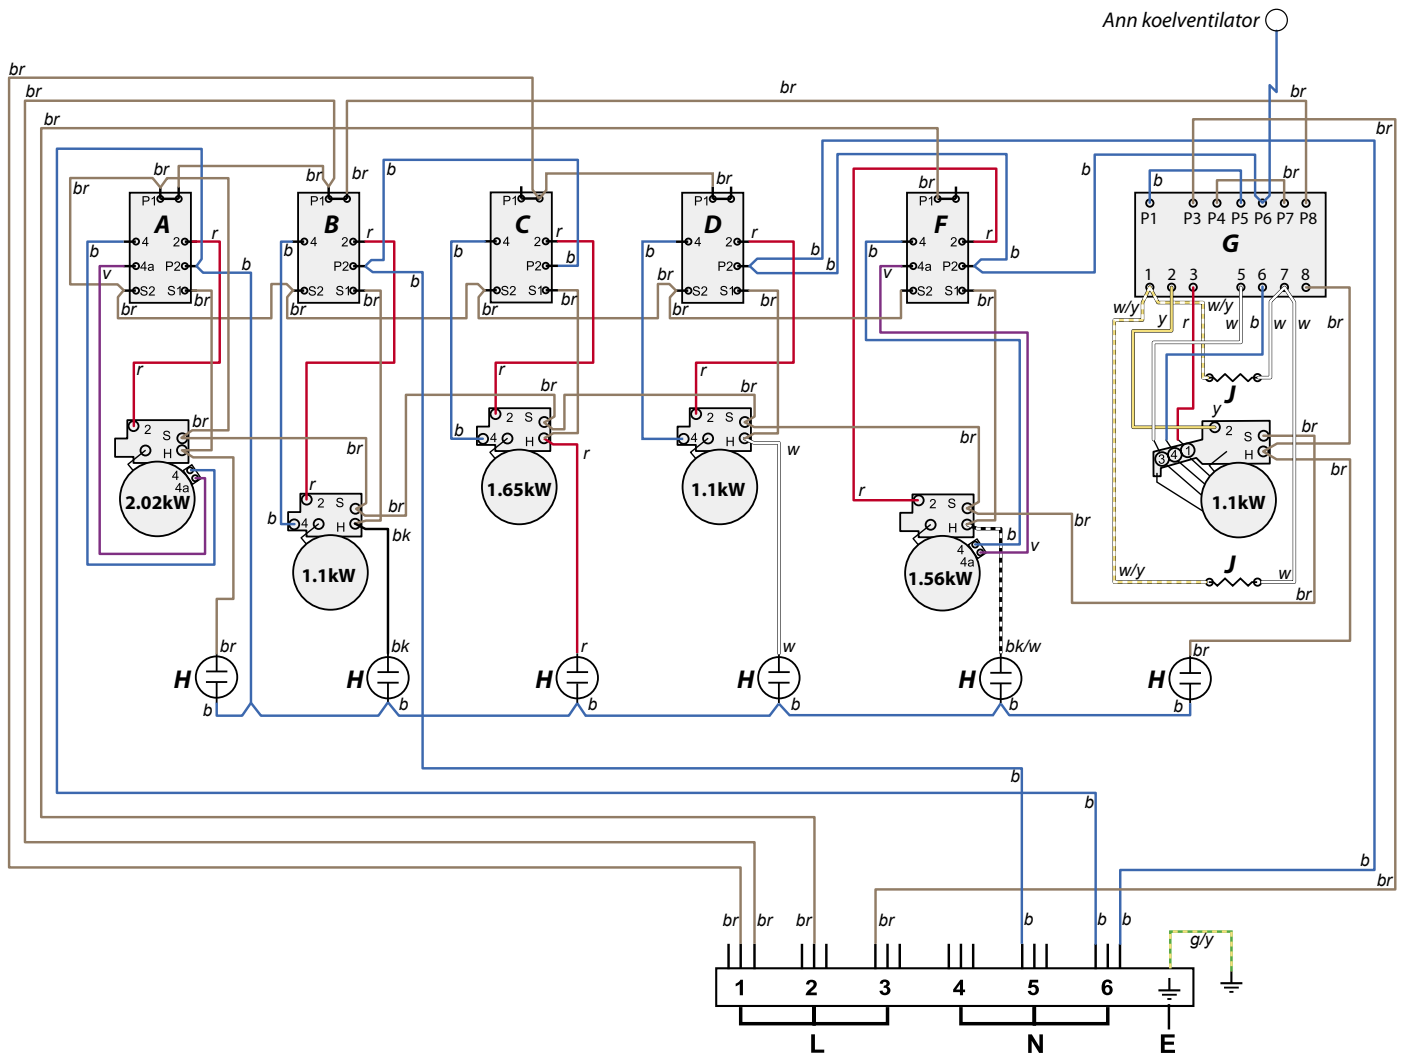 Ann koelventilator
br
br br br
br br
b b b
br br br br br br br br
P1 P1 P1 P1 P1
A B C D F
P1 P3 P4 P5 P6 P7 P8
G
b 4 2 r b 4 2 r b 4 2 r b 4 2 r b 4 2 r
v 4a P2 b P2 b P2 b P2 b v 4a P2 b b
S2 S1 S2 S1 S2 S1 S2 S1 S2 S1
br br br br br br br br br br
1 2 3 5 6 7 8
w/y y r w/y w b w w br
r r r r
J
br br y
2 S br
H
4
4a
2.02kW
2 S br
b 4 H bk
1.1kW
2 S
b 4 H r
1.65kW
2 S
b 4 H w
1.1kW
r 2 S br
H b
4 v
4a
1.56kW
2 S br
H br
3 4 1
1.1kW
J
w/y w br
br bk r w bk/w br
H H H H H H
b b b b b b
b
b
b
br
br br br br b b b g/y
1 2 3 4 5 6
L N E